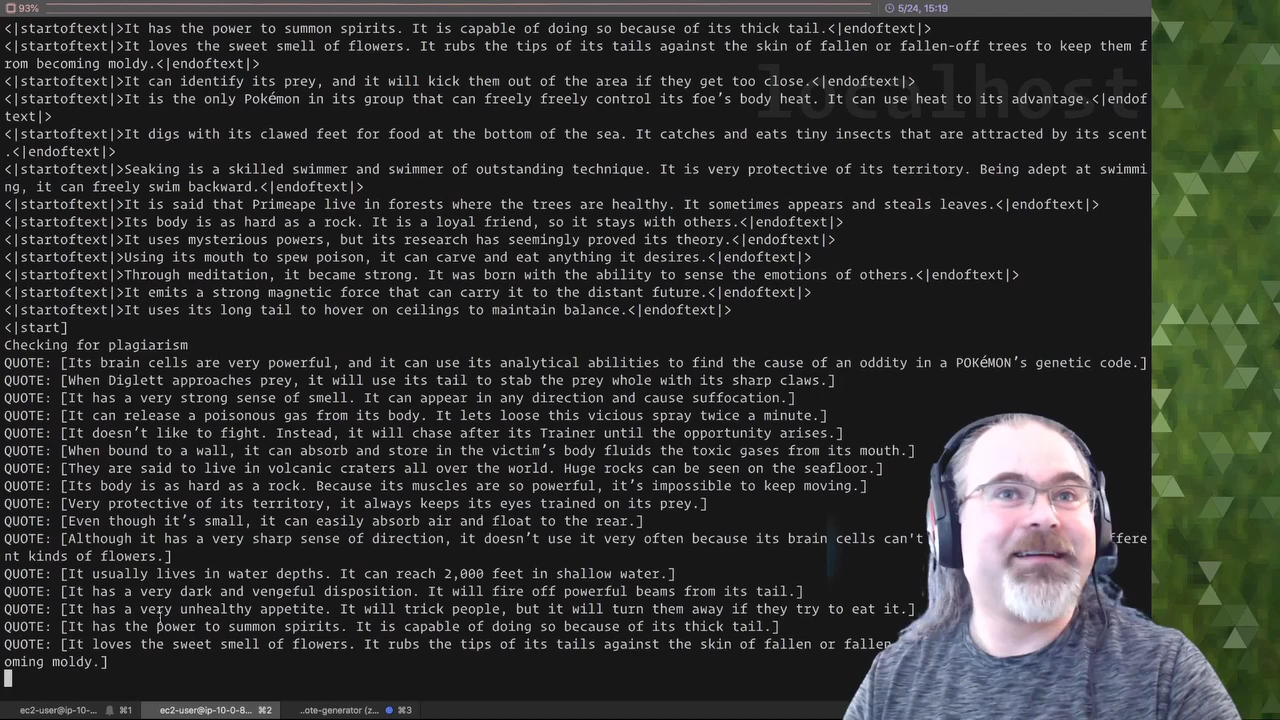 93%
5/24, 15:19
<|startoftext|>It has the power to summon spirits. It is capable of doing so because of its thick tail.<|endoftext|>
<|startoftext|>It loves the sweet smell of flowers. It rubs the tips of its tails against the skin of fallen or fallen-off trees to keep them f
rom becoming moldy.<|endoftext|>
localhost
<|startoftext|>It can identify its prey, and it will kick them out of the area if they get too close.<|endoftext|>
<|startoftext|>It is the only Pokémon in its group that can freely freely control its foe's body heat. It can use heat to its advantage.<|endof
text|>
<|startoftext|>It digs with its clawed feet for food at the bottom of the sea. It catches and eats tiny insects that are attracted by its scent
.<|endoftext|>
<|startoftext|>Seaking is a skilled swimmer and swimmer of outstanding technique. It is very protective of its territory. Being adept at swimmi
ng, it can freely swim backward.<|endoftext|>
<|startoftext|>It is said that Primeape live in forests where the trees are healthy. It sometimes appears and steals leaves.<|endoftext|>
<|startoftext|>Its body is as hard as a rock. It is a loyal friend, so it stays with others.<|endoftext|>
<|startoftext|>It uses mysterious powers, but its research has seemingly proved its theory.<|endoftext|>
<|startoftext|>Using its mouth to spew poison, it can carve and eat anything it desires.<|endoftext|>
<|startoftext|>Through meditation, it became strong. It was born with the ability to sense the emotions of others.<|endoftext|>
<|startoftext|>It emits a strong magnetic force that can carry it to the distant future.<|endoftext|>
<|startoftext|>It uses its long tail to hover on ceilings to maintain balance.<|endoftext|>
<|start]
Checking for plagiarism
QUOTE: [Its brain cells are very powerful, and it can use its analytical abilities to find the cause of an oddity in a POKéMON's genetic code.]
QUOTE: [When Diglett approaches prey, it will use its tail to stab the prey whole with its sharp claws.]
QUOTE: [It has a very strong sense of smell. It can appear in any direction and cause suffocation.]
QUOTE: [It can release a poisonous gas from its body. It lets loose this vicious spray twice a minute.]
QUOTE: [It doesn't like to fight. Instead, it will chase after its Trainer until the opportunity arises.]
QUOTE: [When bound to a wall, it can absorb and store in the victim's body fluids the toxic gases from its mouth.]
QUOTE: [They are said to live in volcanic craters all over the world. Huge rocks can be seen on the seafloor.]
QUOTE: [Its body is as hard as a rock. Because its muscles are so powerful, it's impossible to keep moving.]
QUOTE: [Very protective of its territory, it always keeps its eyes trained on its prey.]
QUOTE: [Even though it's small, it can easily absorb air and float to the rear.]
QUOTE: [Although it has a very sharp sense of direction, it doesn't use it very often because its brain cells can't
nt kinds of flowers.]
QUOTE: [It usually lives in water depths. It can reach 2,000 feet in shallow water.]
QUOTE: [It has a very dark and vengeful disposition. It will fire off powerful beams from its tail.]
QUOTE: [It has a very unhealthy appetite. It will trick people, but it will turn them away if they try to eat it.]
QUOTE: [It has the power to summon spirits. It is capable of doing so because of its thick tail.]
QUOTE: [It loves the sweet smell of flowers. It rubs the tips of its tails against the skin of fallen or fallen
oming moldy.]
ec2-user@ip-10-... ⌘1 ec2-user@ip-10-0-8... ⌘2 ..ote-generator (z... ⌘3